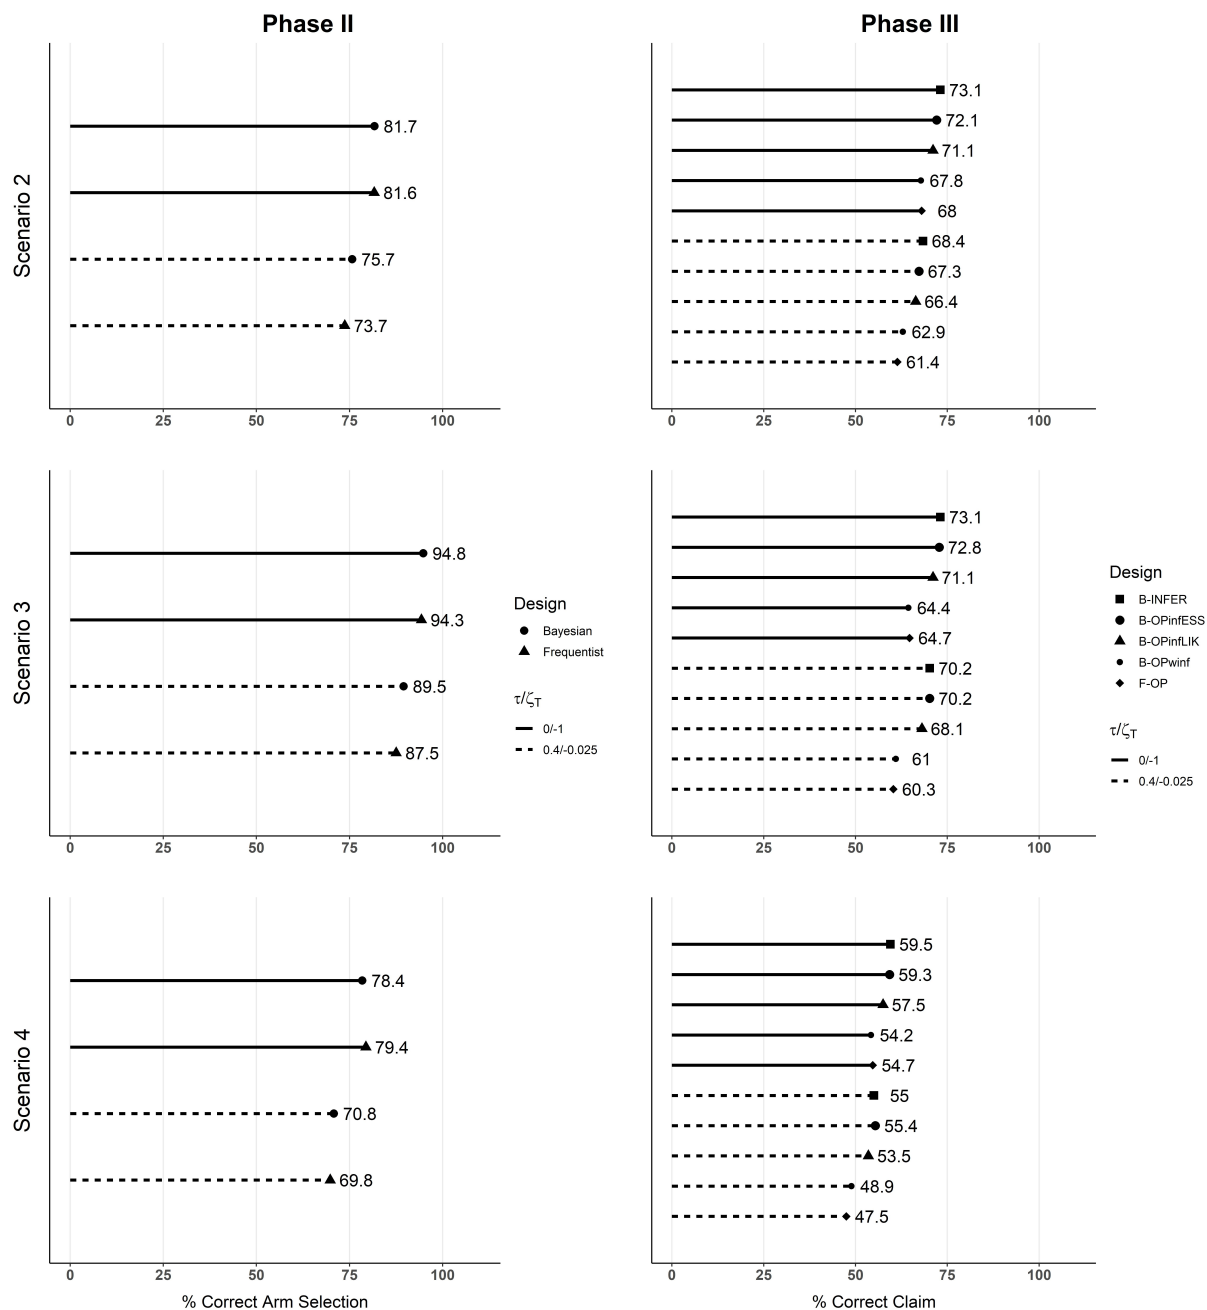 Phase II
Phase III
Scenario 2
81.7
81.6
75.7
73.7
0 25 50 75 100
73.1
72.1
71.1
67.8
68
68.4
67.3
66.4
62.9
61.4
0 25 50 75 100
Scenario 3
94.8
94.3
89.5
87.5
0 25 50 75 100
Design
Bayesian
Frequentist
τ/ζT
0/-1
0.4/-0.025
73.1
72.8
71.1
64.4
64.7
70.2
70.2
68.1
61
60.3
0 25 50 75 100
Design
B-INFER
B-OPinfESS
B-OPinfLIK
B-OPwinf
F-OP
τ/ζT
0/-1
0.4/-0.025
Scenario 4
78.4
79.4
70.8
69.8
0 25 50 75 100
% Correct Arm Selection
59.5
59.3
57.5
54.2
54.7
55
55.4
53.5
48.9
47.5
0 25 50 75 100
% Correct Claim